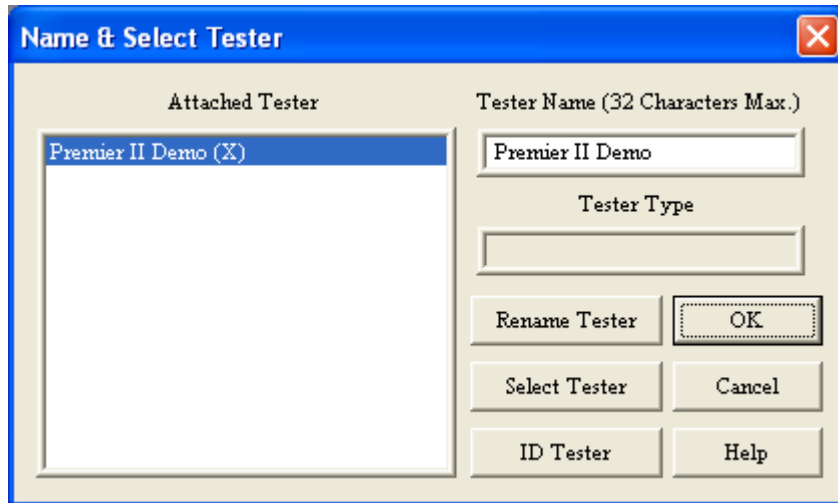 Name & Select Tester
Attached Tester
Premier II Demo (X)
Tester Name (32 Characters Max.)
Premier II Demo
Tester Type
Rename Tester
OK
Select Tester
Cancel
ID Tester
Help